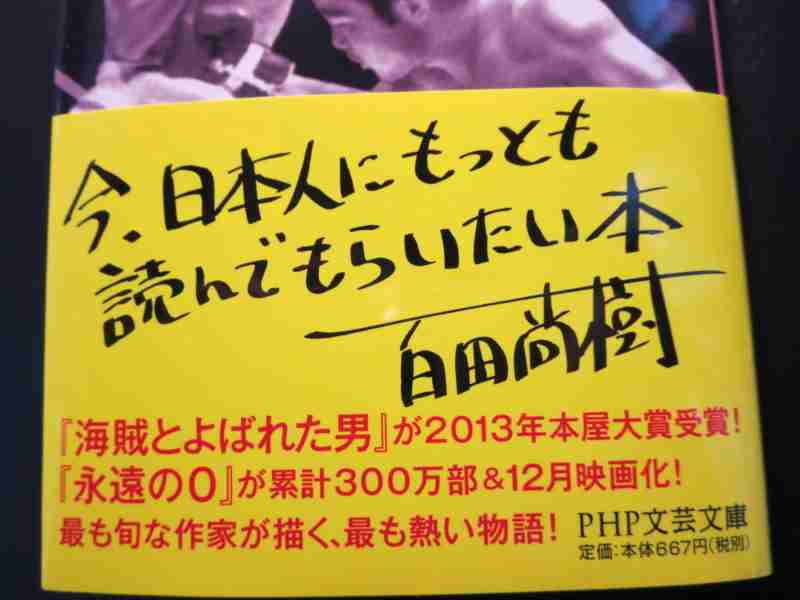 今、日本人にもっとも
読んでもらいたい本
百田尚樹
『海賊とよばれた男』が2013年本屋大賞受賞!
『永遠の0』が累計300万部&12月映画化!
最も旬な作家が描く、最も熱い物語!
PHP文芸文庫
定価:本体667円(税別)